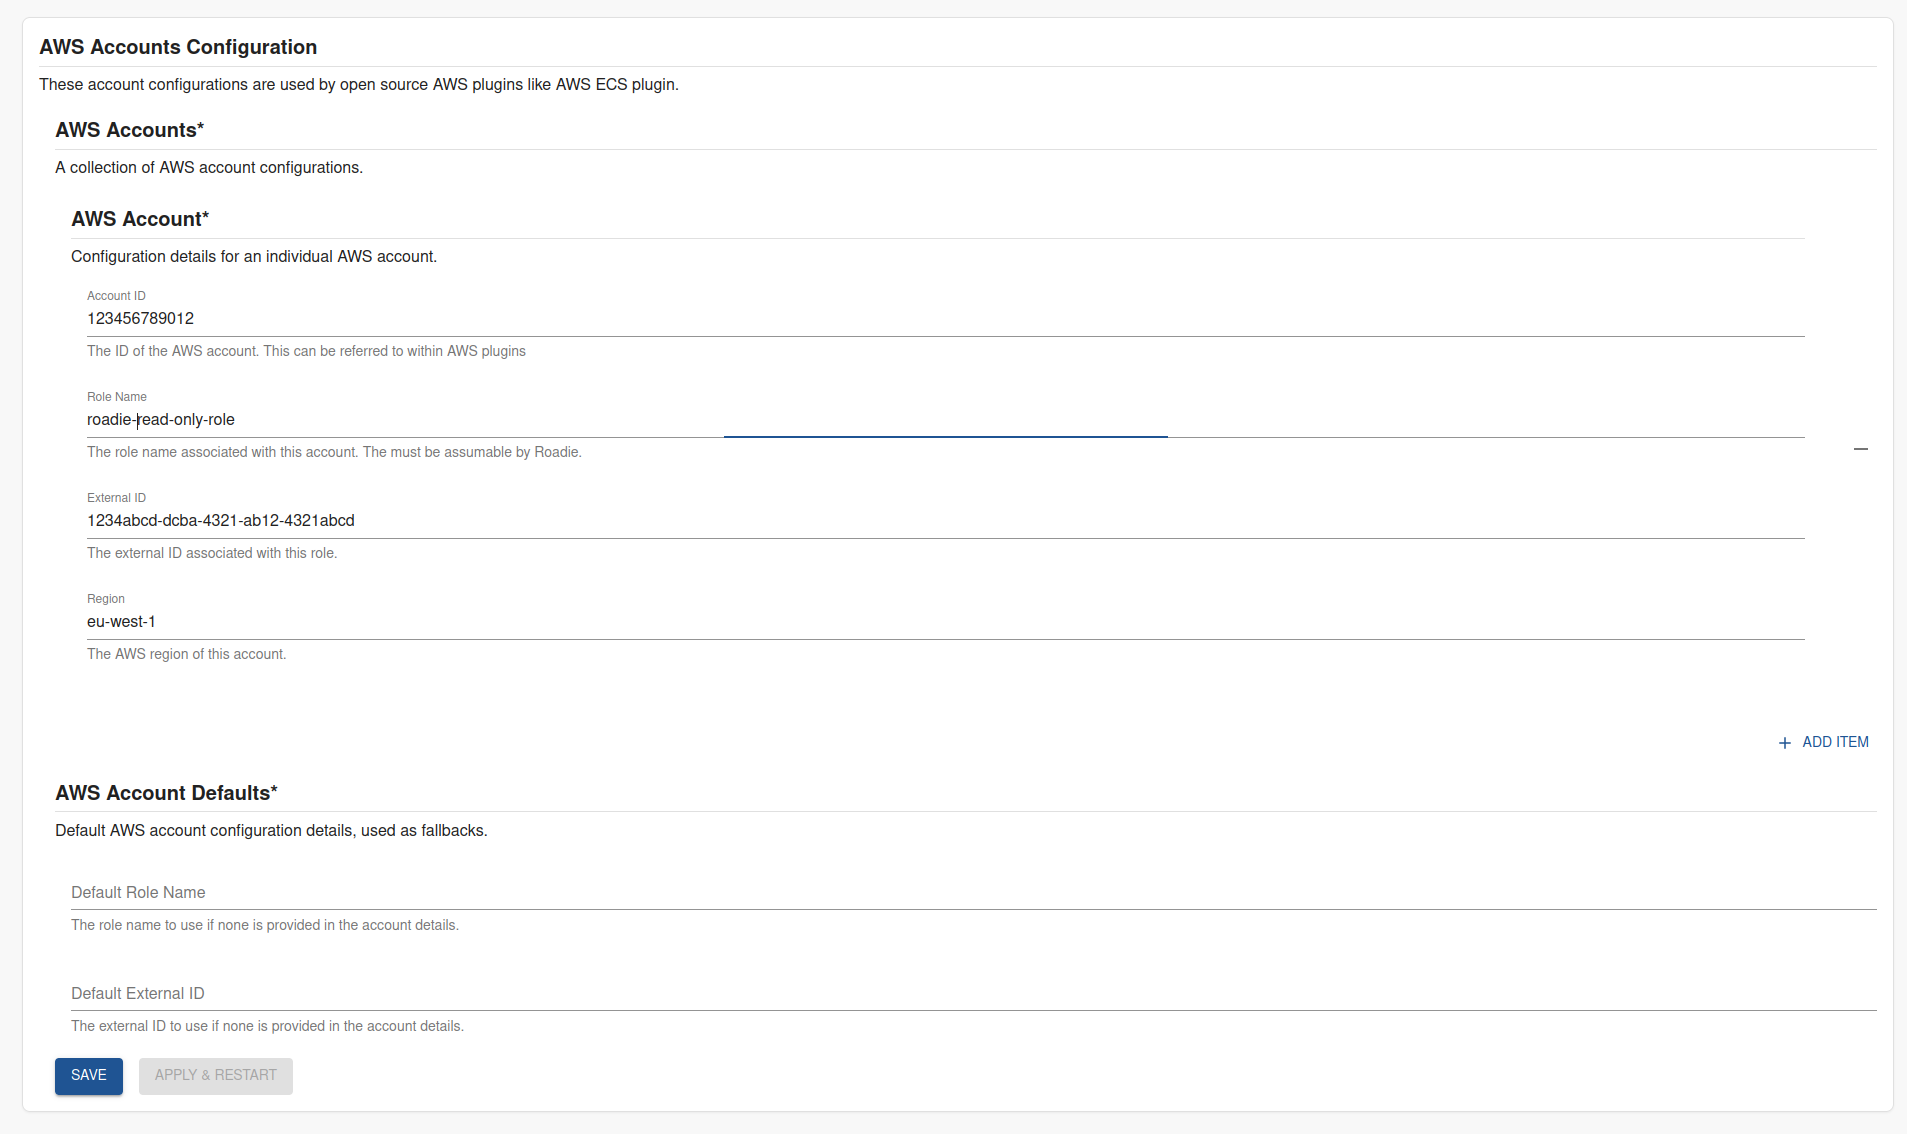 AWS Accounts Configuration
These account configurations are used by open source AWS plugins like AWS ECS plugin.
AWS Accounts*
A collection of AWS account configurations.
AWS Account*
Configuration details for an individual AWS account.
Account ID
123456789012
The ID of the AWS account. This can be referred to within AWS plugins
Role Name
roadie-read-only-role
The role name associated with this account. The must be assumable by Roadie.
External ID
1234abcd-dcba-4321-ab12-4321abcd
The external ID associated with this role.
Region
eu-west-1
The AWS region of this account.
+ ADD ITEM
AWS Account Defaults*
Default AWS account configuration details, used as fallbacks.
Default Role Name
The role name to use if none is provided in the account details.
Default External ID
The external ID to use if none is provided in the account details.
SAVE APPLY & RESTART